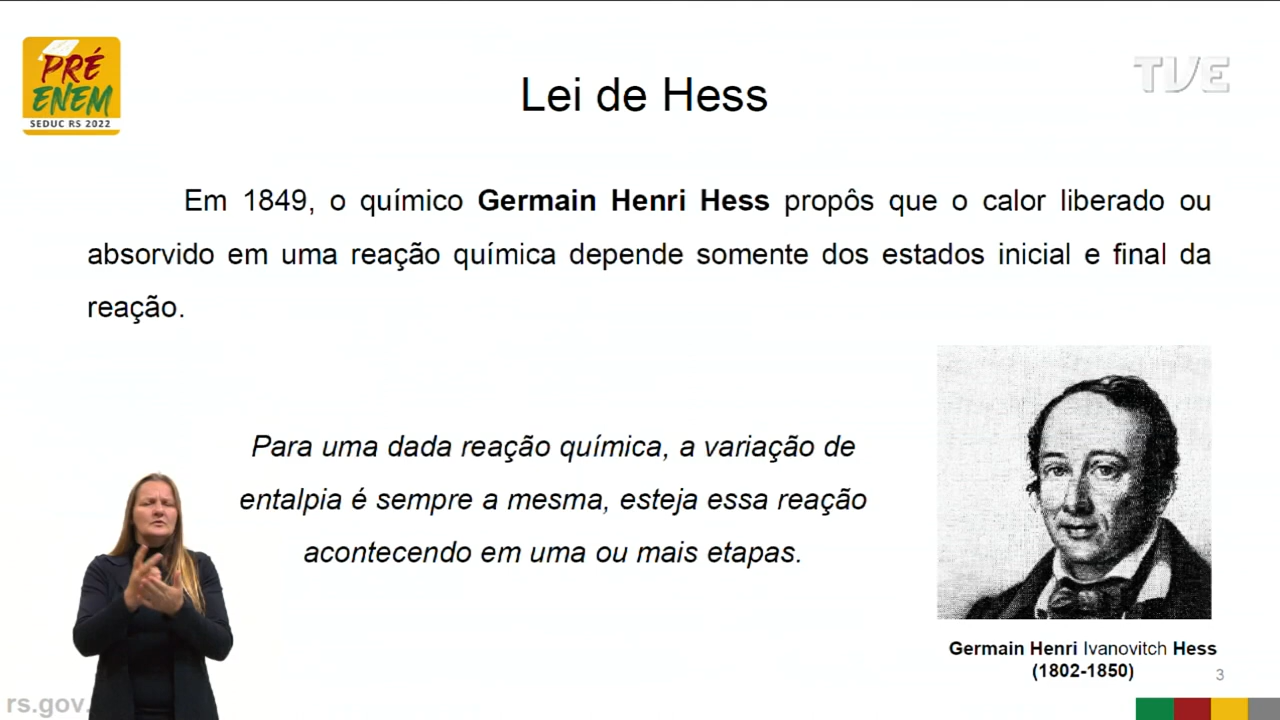 PRÉ
ENEM
SEDUC RS 2022
TVE
Lei de Hess
Em 1849, o químico Germain Henri Hess propôs que o calor liberado ou
absorvido em uma reação química depende somente dos estados inicial e final da
reação.
Para uma dada reação química, a variação de
entalpia é sempre a mesma, esteja essa reação
acontecendo em uma ou mais etapas.
Germain Henri Ivanovitch Hess
(1802-1850)
3
rs.gov.